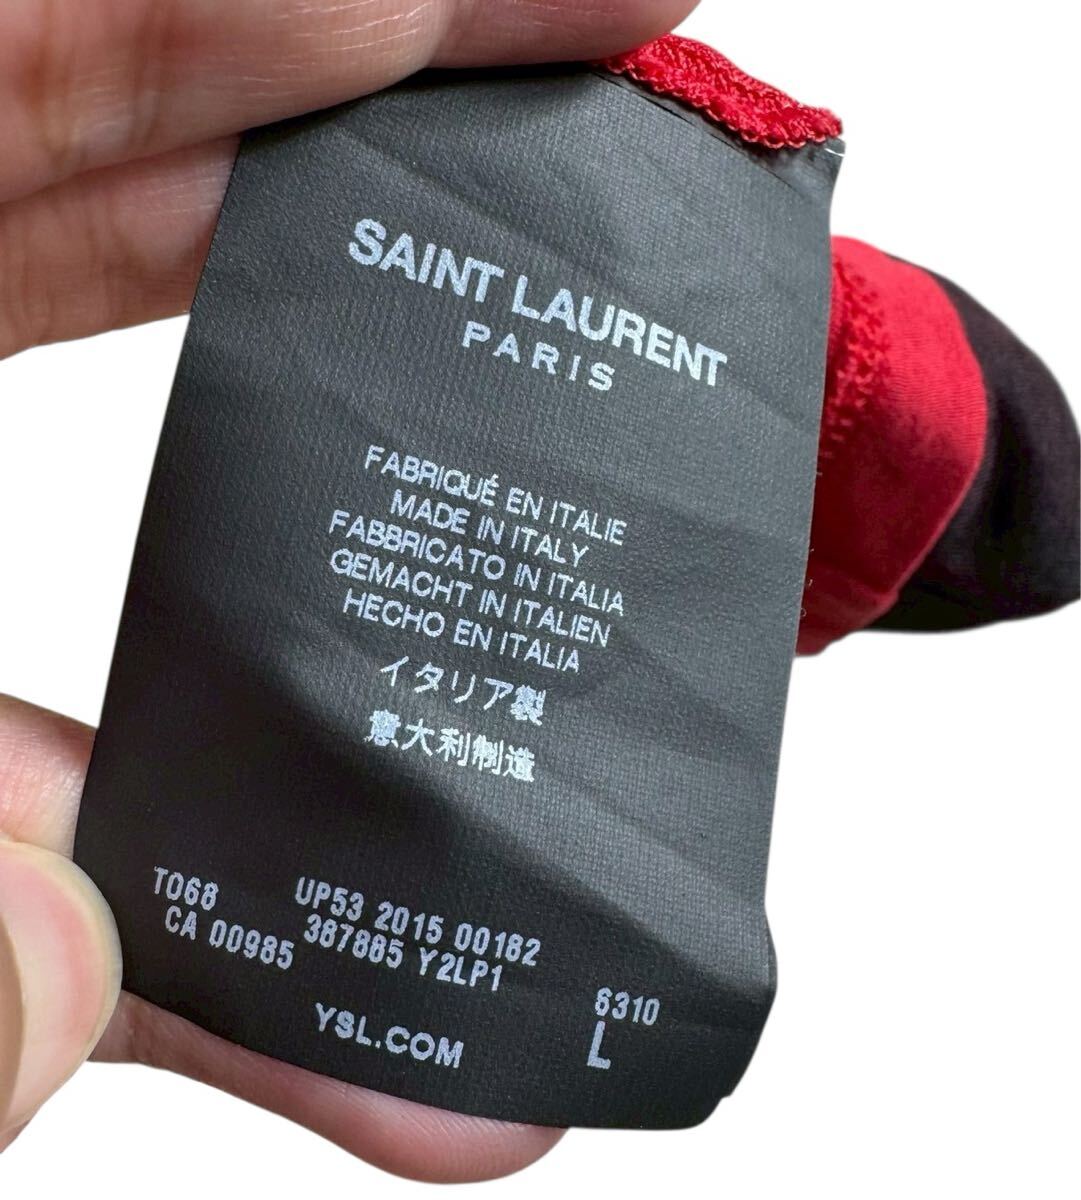 SAINT LAURENT
PARIS
FABRIQUÉ EN ITALIE
MADE IN ITALY
FABBRICATO IN ITALIA
GEMACHT IN ITALIEN
HECHO EN ITALIA
イタリア製
意大利制造
T068 UP53 2015 00182
CA 00985 387885 Y2LP1
6310
YSL.COM L